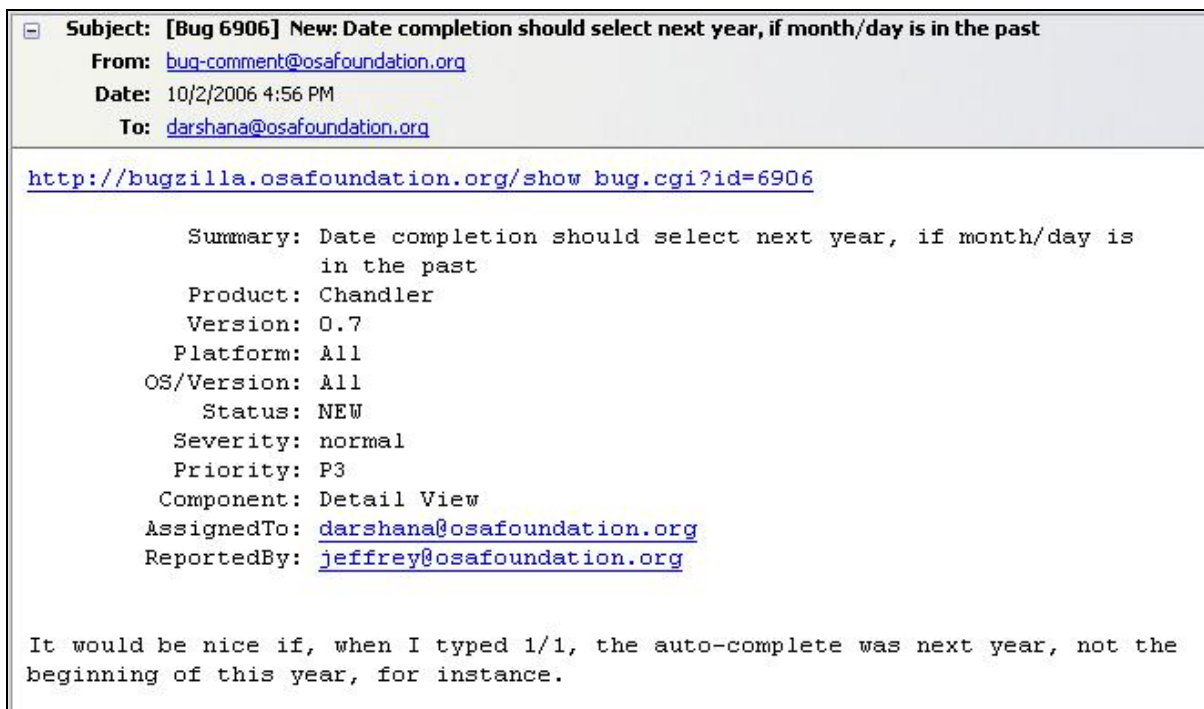 Subject: [Bug 6906] New: Date completion should select next year, if month/day is in the past
From: bug-comment@osafoundation.org
Date: 10/2/2006 4:56 PM
To: darshana@osafoundation.org
http://bugzilla.osafoundation.org/show_bug.cgi?id=6906
Summary: Date completion should select next year, if month/day is
in the past
Product: Chandler
Version: 0.7
Platform: All
OS/Version: All
Status: NEW
Severity: normal
Priority: P3
Component: Detail View
AssignedTo: darshana@osafoundation.org
ReportedBy: jeffrey@osafoundation.org
It would be nice if, when I typed 1/1, the auto-complete was next year, not the
beginning of this year, for instance.